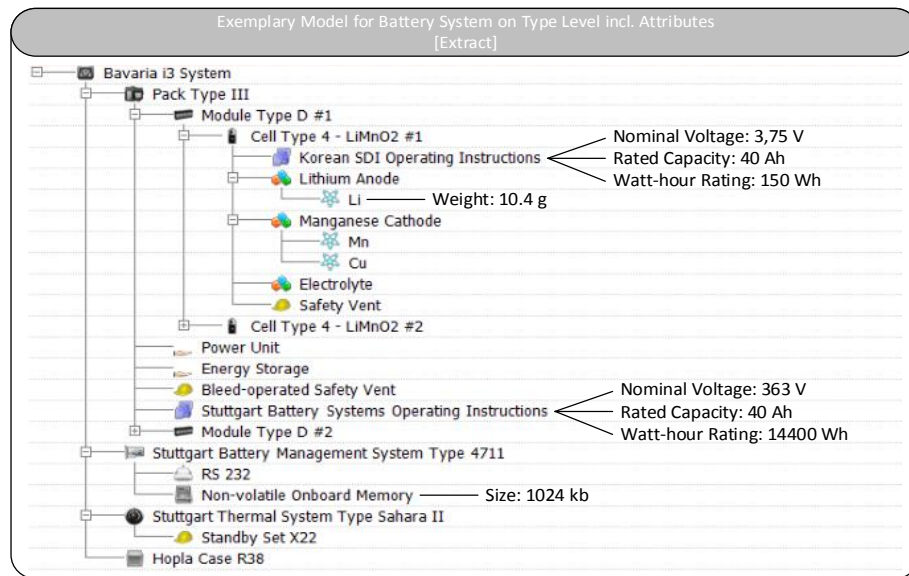 Exemplary Model for Battery System on Type Level incl. Attributes
[Extract]
Bavaria i3 System
Pack Type III
Module Type D #1
Cell Type 4 - LiMnO2 #1
Nominal Voltage: 3,75 V
Korean SDI Operating Instructions
Rated Capacity: 40 Ah
Lithium Anode
Watt-hour Rating: 150 Wh
Li
Weight: 10.4 g
Manganese Cathode
Mn
Cu
Electrolyte
Safety Vent
Cell Type 4 - LiMnO2 #2
Power Unit
Energy Storage
Bleed-operated Safety Vent
Nominal Voltage: 363 V
Stuttgart Battery Systems Operating Instructions
Rated Capacity: 40 Ah
Module Type D #2
Watt-hour Rating: 14400 Wh
Stuttgart Battery Management System Type 4711
RS 232
Non-volatile Onboard Memory
Size: 1024 kb
Stuttgart Thermal System Type Sahara II
Standby Set X22
Hopla Case R38